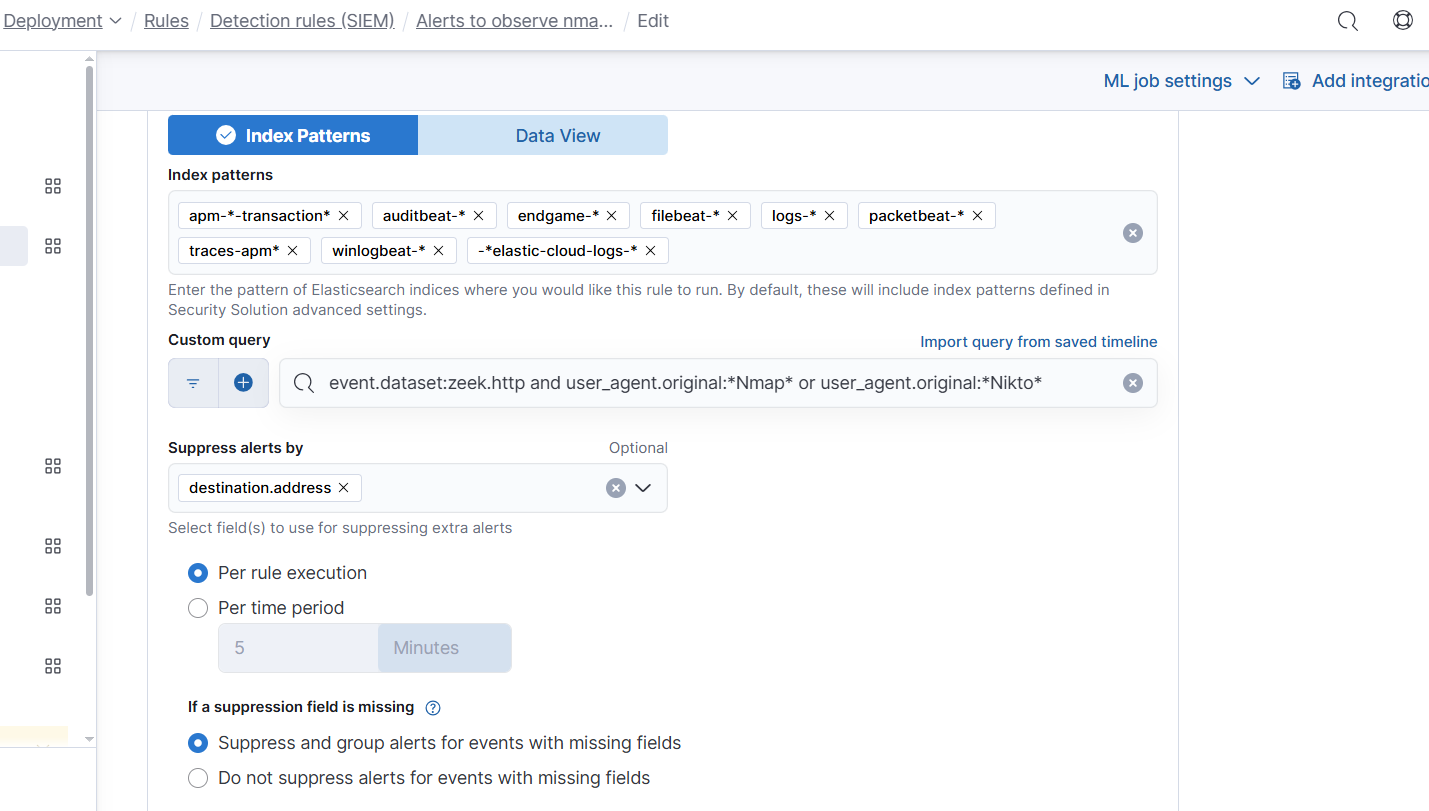 Deployment / Rules / Detection rules (SIEM) / Alerts to observe nma... / Edit
ML job settings Add integratio
Index Patterns Data View
Index patterns
apm-*-transaction* auditbeat-* endgame-* filebeat-* logs-* packetbeat-*
traces-apm* winlogbeat-* -*elastic-cloud-logs-*
Enter the pattern of Elasticsearch indices where you would like this rule to run. By default, these will include index patterns defined in
Security Solution advanced settings.
Custom query Import query from saved timeline
event.dataset:zeek.http and user_agent.original:*Nmap* or user_agent.original:*Nikto*
Suppress alerts by Optional
destination.address
Select field(s) to use for suppressing extra alerts
Per rule execution
Per time period
5 Minutes
If a suppression field is missing
Suppress and group alerts for events with missing fields
Do not suppress alerts for events with missing fields